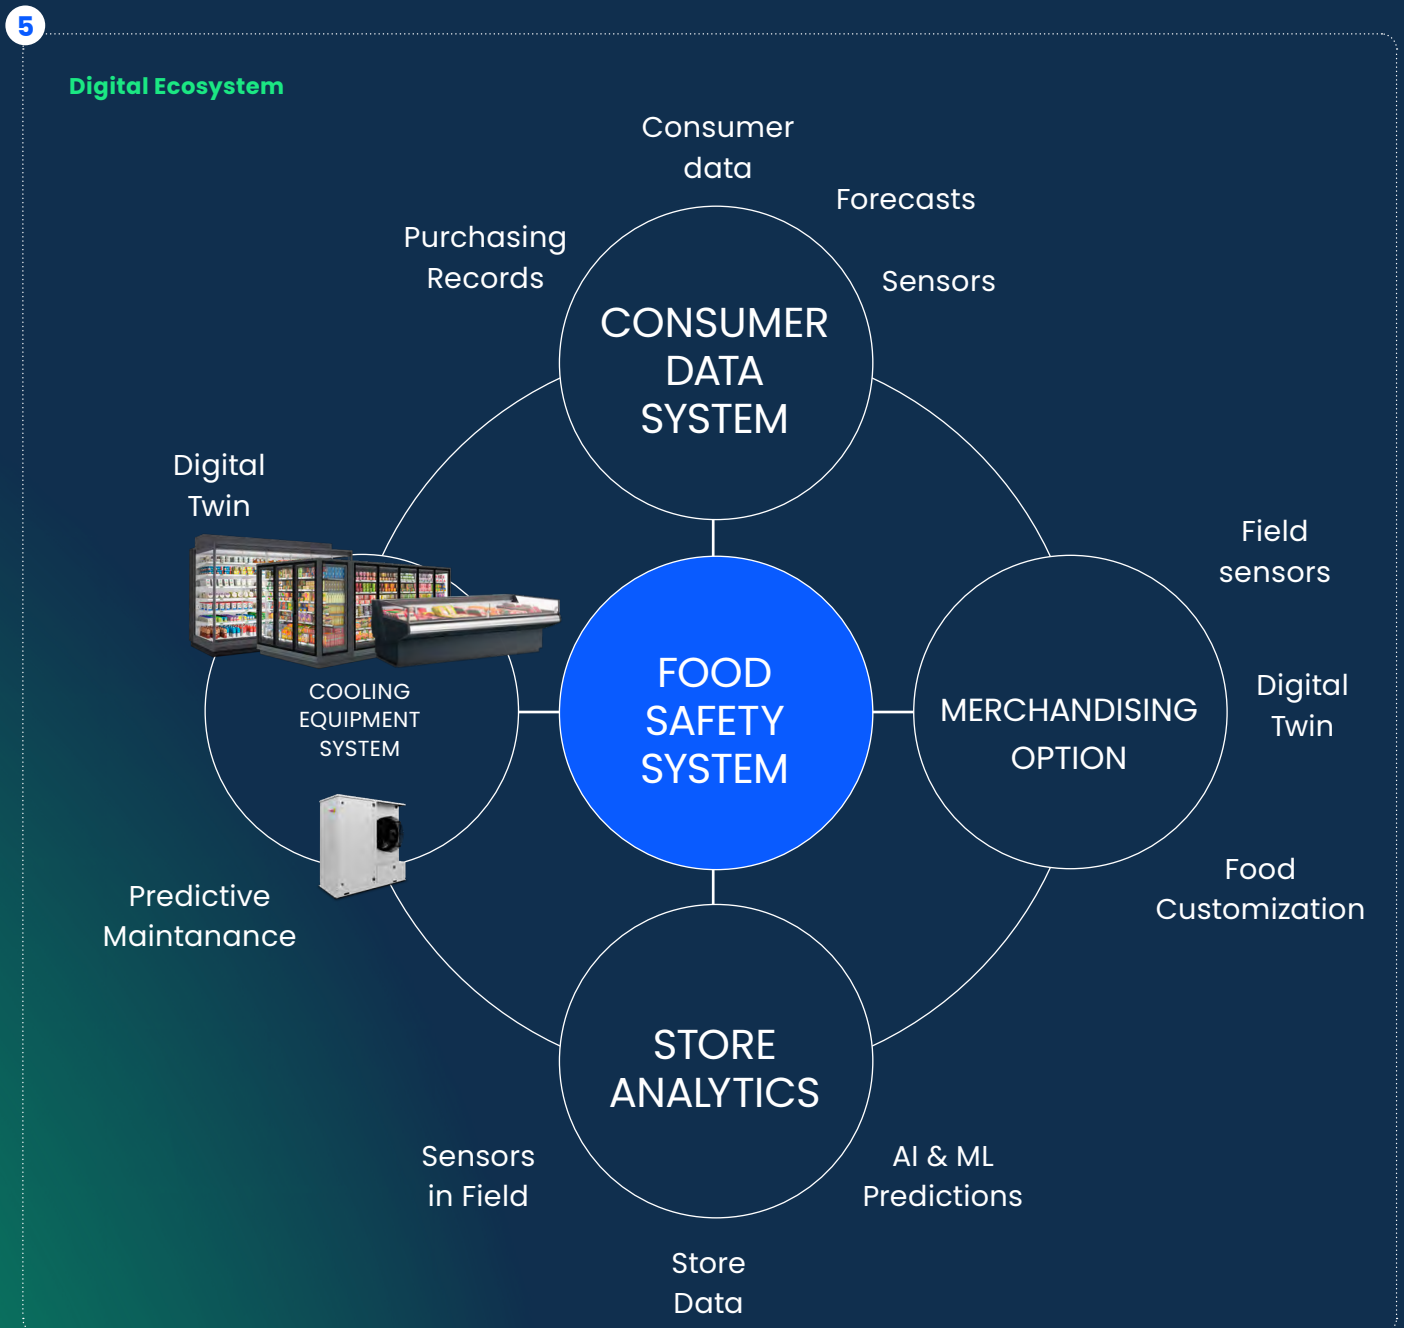 5
Digital Ecosystem
Consumer
data
Forecasts
Purchasing
Records
Sensors
CONSUMER
DATA
SYSTEM
Digital
Twin
Field
sensors
COOLING
EQUIPMENT
SYSTEM
FOOD
SAFETY
SYSTEM
MERCHANDISING
OPTION
Digital
Twin
Predictive
Maintanance
Food
Customization
STORE
ANALYTICS
Sensors
in Field
AI & ML
Predictions
Store
Data